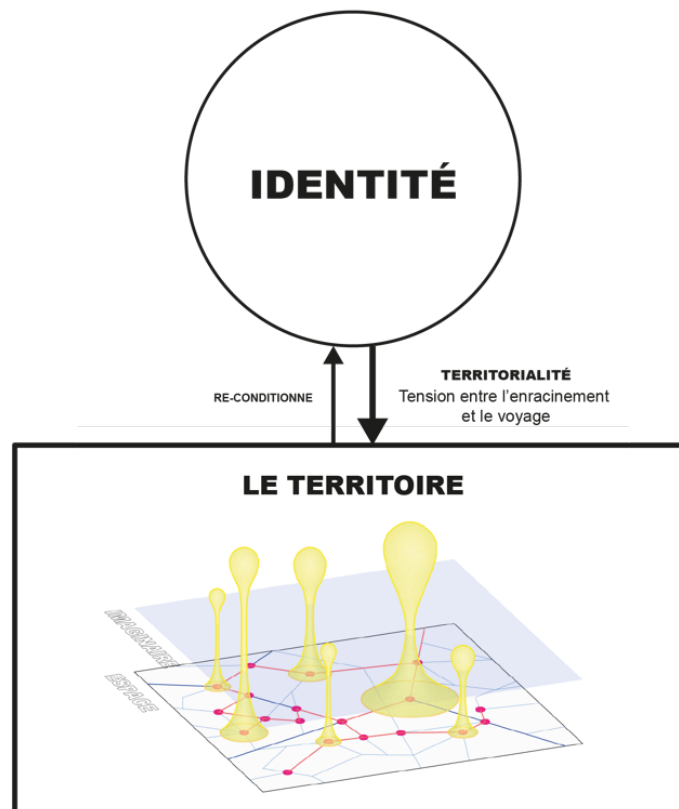 IDENTITÉ
RE-CONDITIONNE
TERRITORIALITÉ
Tension entre l'enracinement
et le voyage
LE TERRITOIRE
IMAGINAIRE
ESPACE